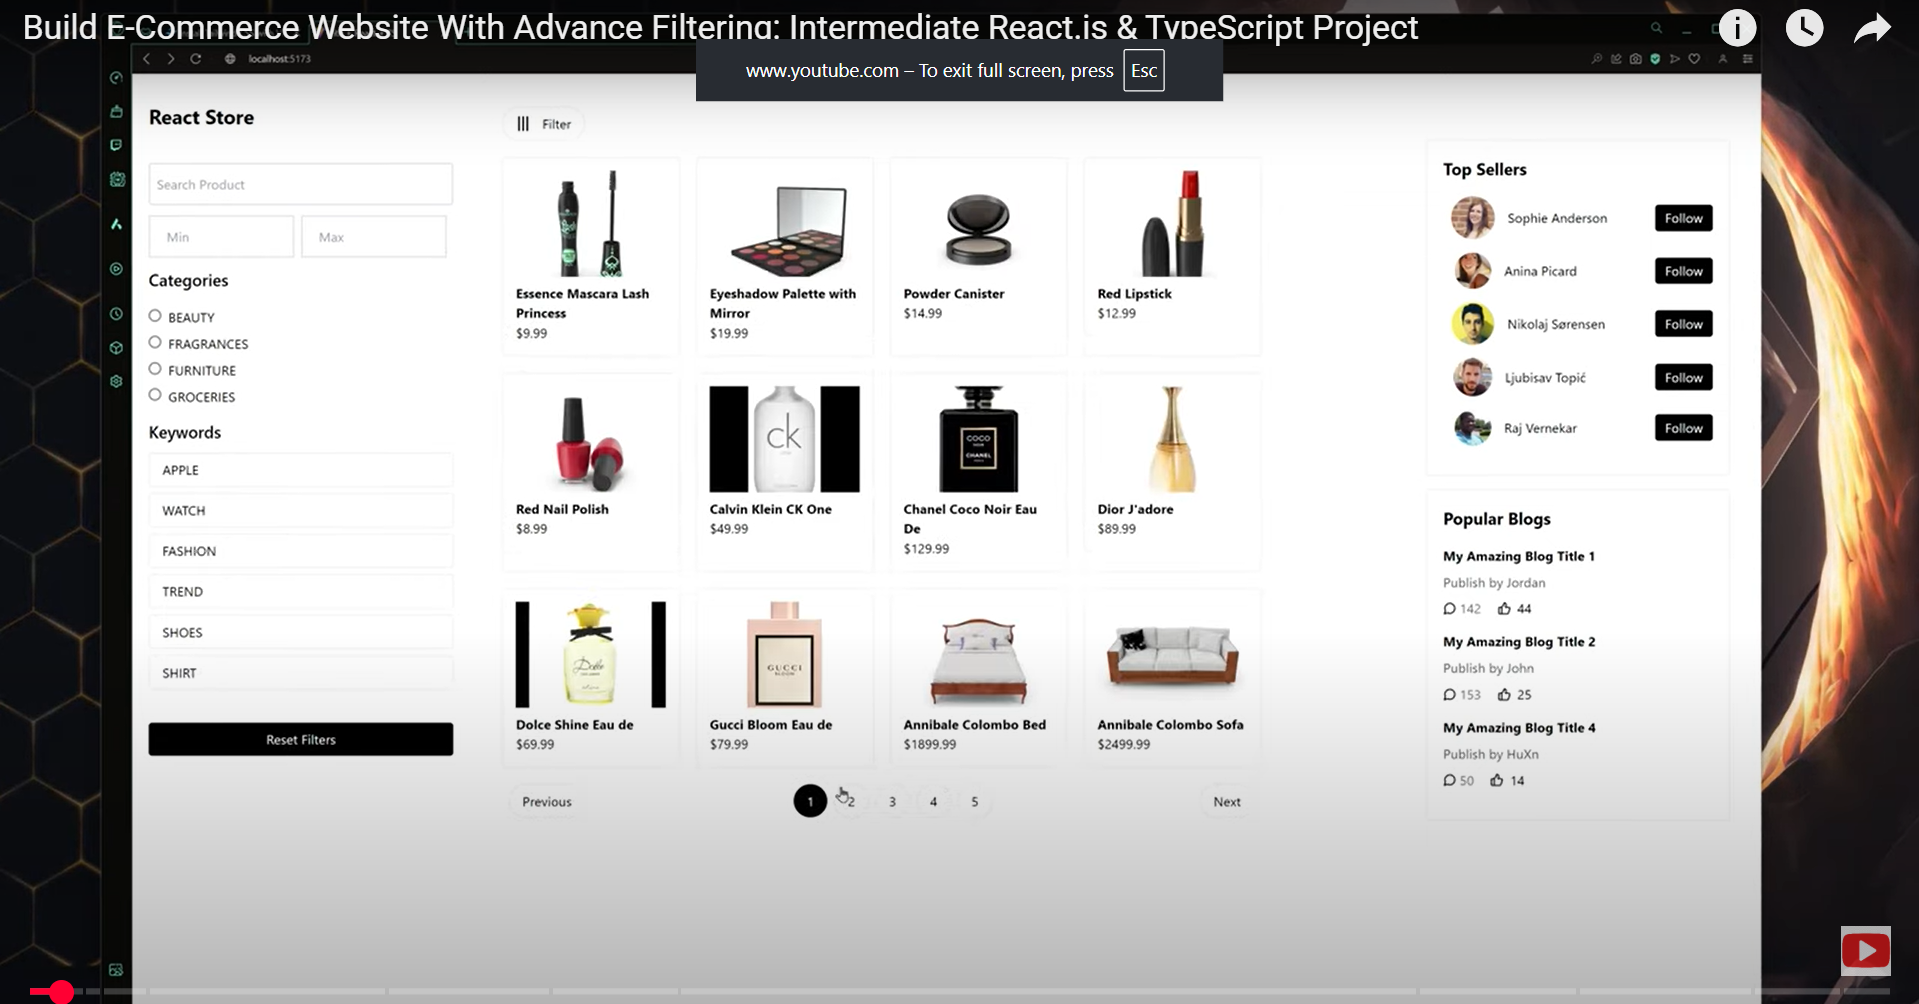 Build E-Commerce Website With Advance Filtering: Intermediate React.js & TypeScript Project
www.youtube.com – To exit full screen, press Esc
localhost:5173
React Store
Search Product
Min
Max
Categories
BEAUTY
FRAGRANCES
FURNITURE
GROCERIES
Keywords
APPLE
WATCH
FASHION
TREND
SHOES
SHIRT
Reset Filters
Filter
Essence Mascara Lash
Princess
$9.99
Eyeshadow Palette with
Mirror
$19.99
Powder Canister
$14.99
Red Lipstick
$12.99
Red Nail Polish
$8.99
ck
Calvin Klein CK One
$49.99
COCO
NOIR
CHANEL
Chanel Coco Noir Eau
De
$129.99
Dior J'adore
$89.99
Dolce
Dolce Shine Eau de
$69.99
GUCCI
BLOOM
Gucci Bloom Eau de
$79.99
Annibale Colombo Bed
$1899.99
Annibale Colombo Sofa
$2499.99
Previous
1
2
3
4
5
Next
Top Sellers
Sophie Anderson
Follow
Anina Picard
Follow
Nikolaj Sørensen
Follow
Ljubisav Topić
Follow
Raj Vernekar
Follow
Popular Blogs
My Amazing Blog Title 1
Publish by Jordan
142 44
My Amazing Blog Title 2
Publish by John
153 25
My Amazing Blog Title 4
Publish by HuXn
50 14